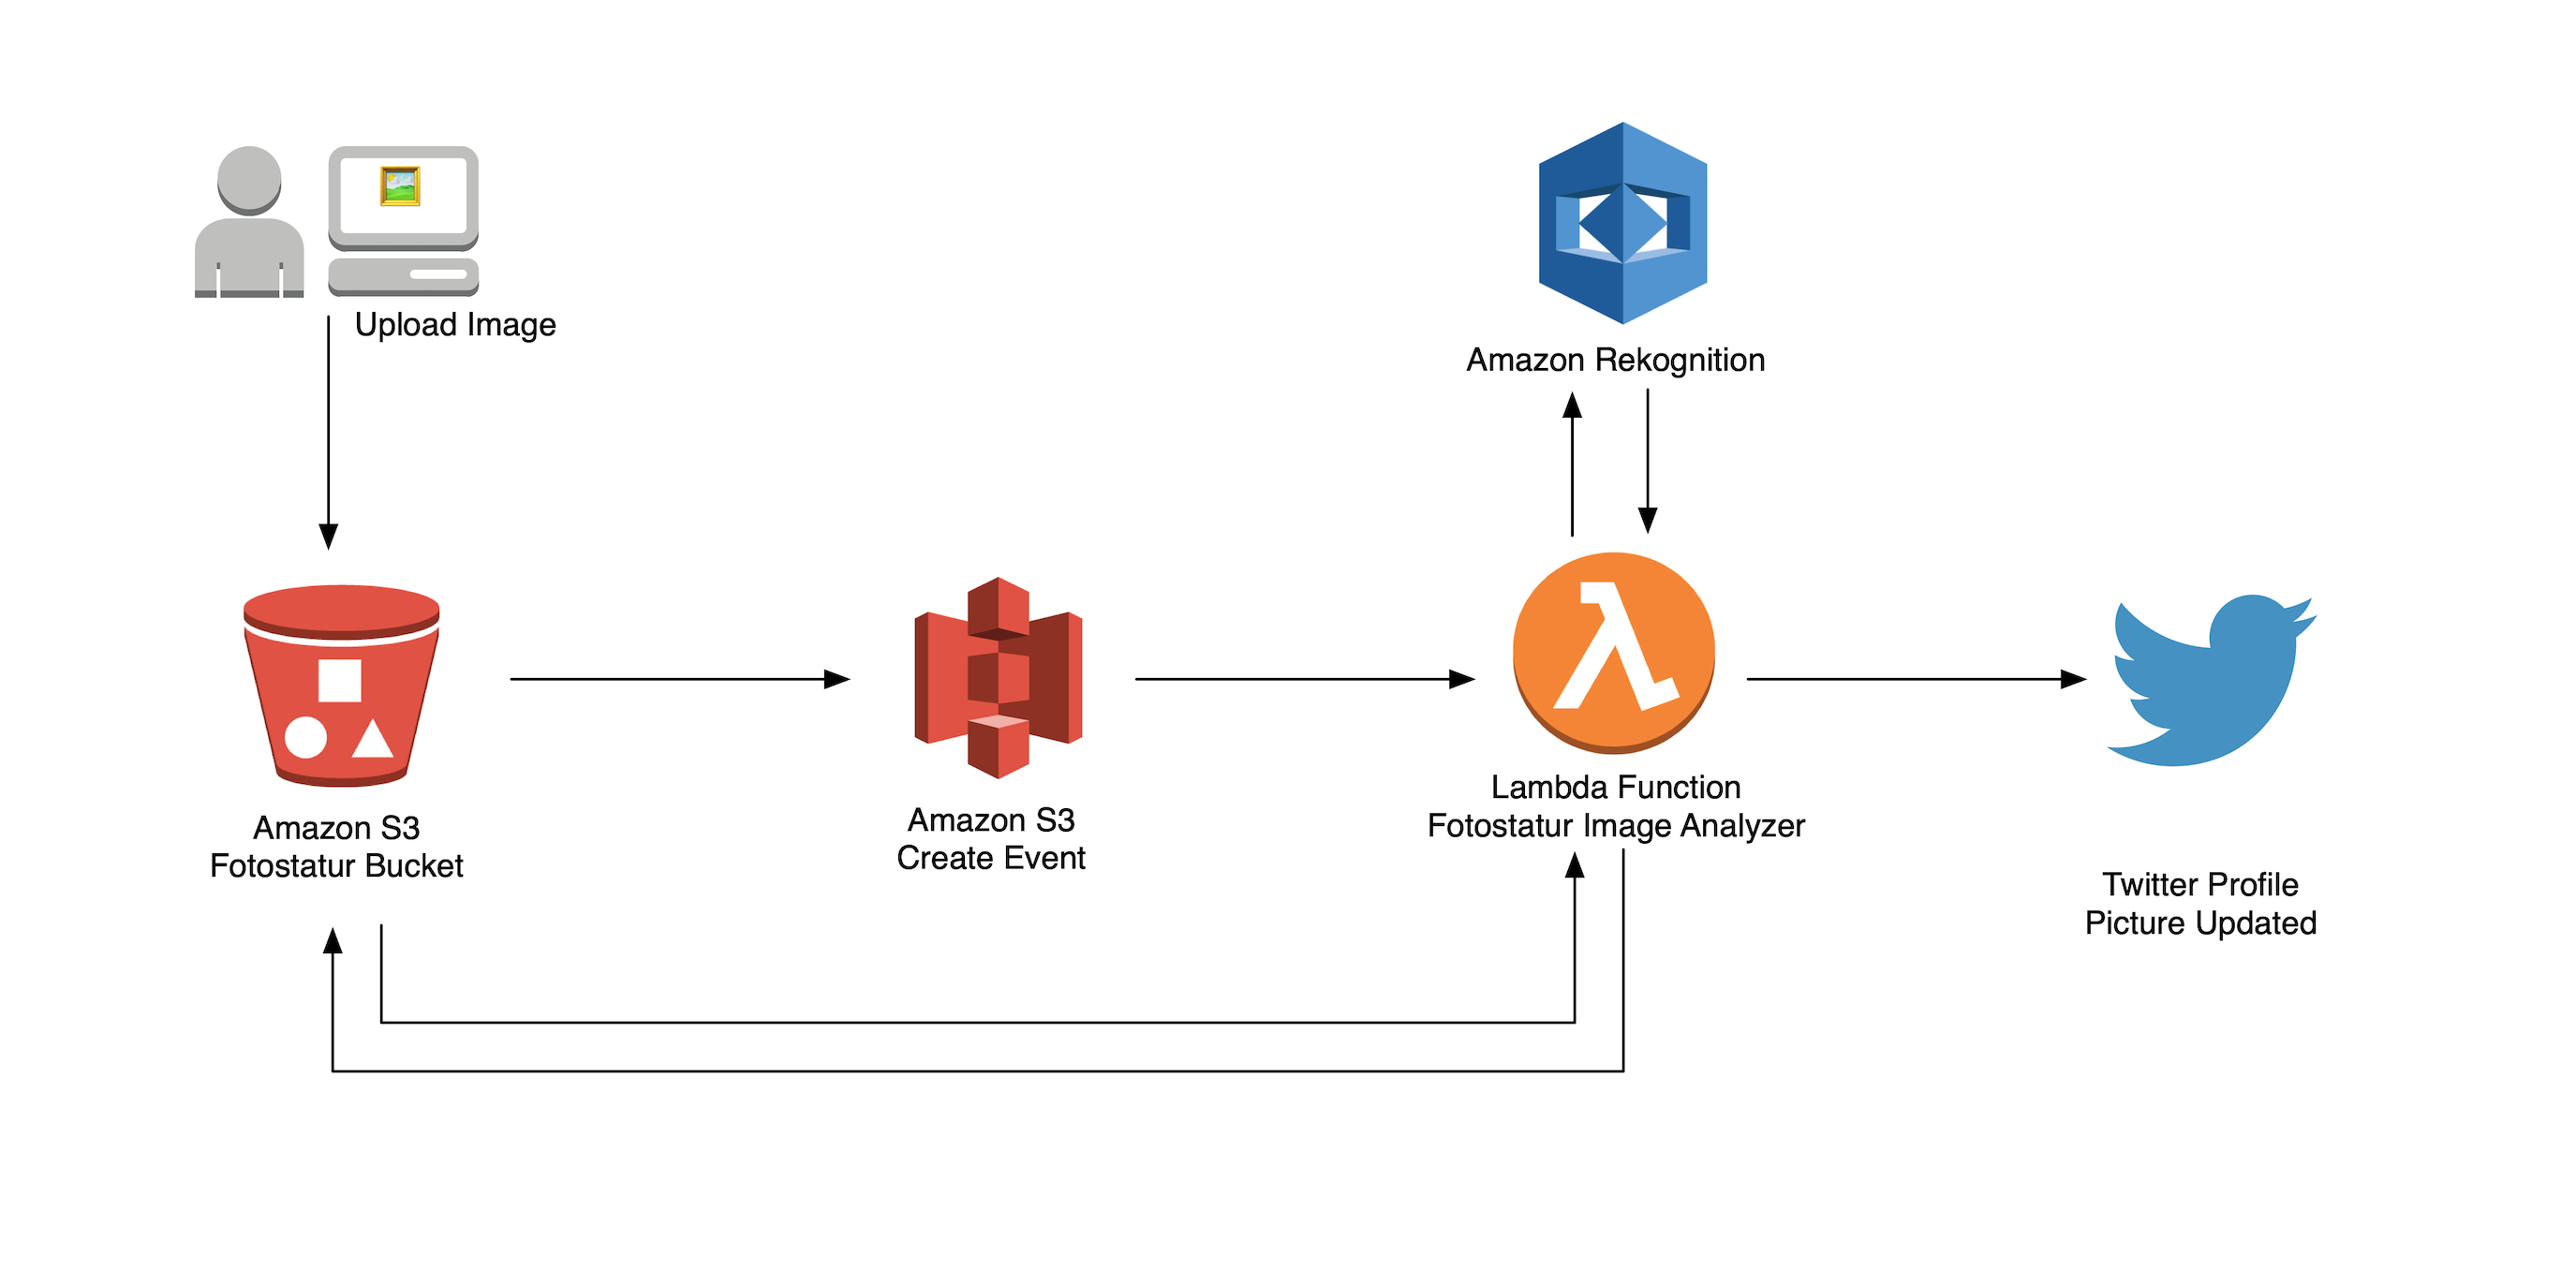 Upload Image
Amazon Rekognition
Amazon S3
Fotostatur Bucket
Amazon S3
Create Event
Lambda Function
Fotostatur Image Analyzer
Twitter Profile
Picture Updated